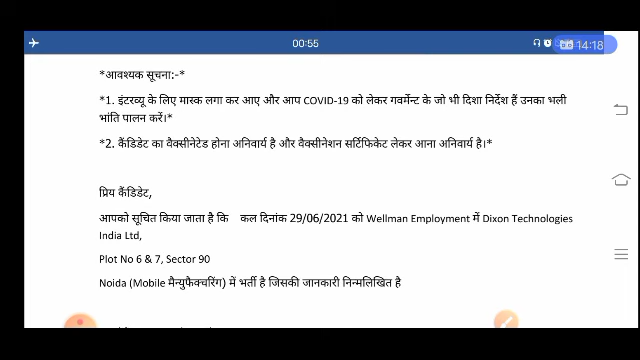 00:55
14:18
*आवश्यक सूचना:-*
*1. इंटरव्यू के लिए मास्क लगा कर आए और आप COVID-19 को लेकर गवर्मेन्ट के जो भी दिशा निर्देश हैं उनका भली
भांति पालन करें।*
*2. कैंडिडेट का वैक्सीनेटेड होना अनिवार्य है और वैक्सीनेशन सर्टिफिकेट लेकर आना अनिवार्य है।*
प्रिय कैंडिडेट,
आपको सूचित किया जाता है कि कल दिनांक 29/06/2021 को Wellman Employment में Dixon Technologies
India Ltd,
Plot No 6 & 7, Sector 90
Noida (Mobile मैन्युफैक्चरिंग) में भर्ती है जिसकी जानकारी निन्मलिखित है